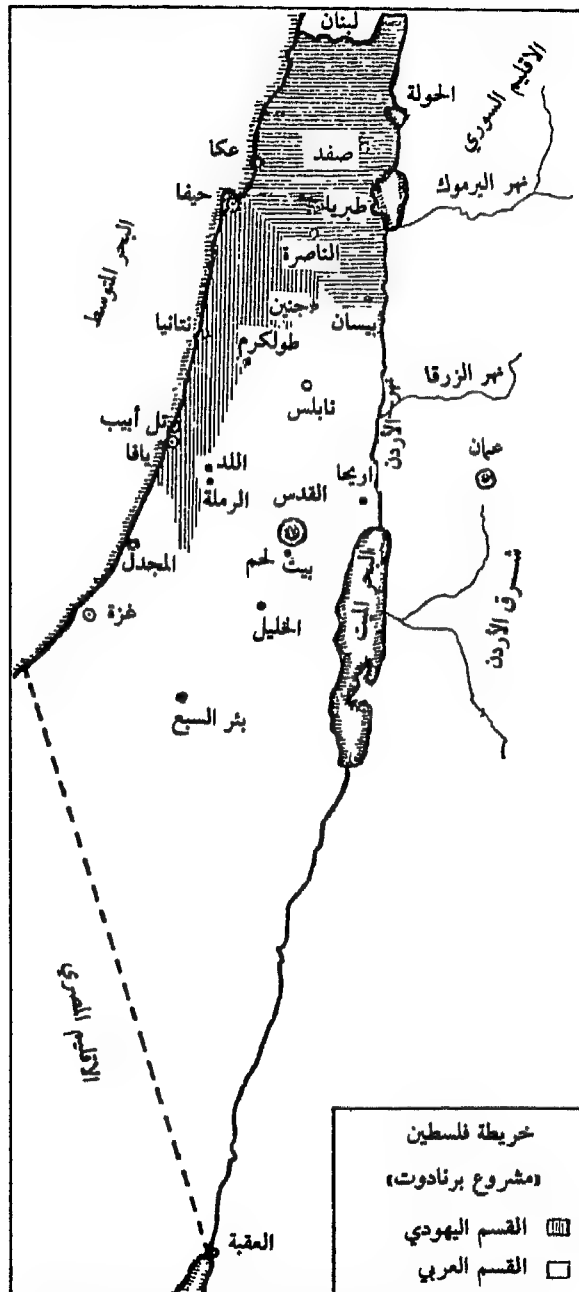 لبنان
الاقليم السوري
الحولة
صفد
عكا
حيفا
طبريا
نهر اليرموك
الناصرة
البحر المتوسط
جنين
بيسان
نتانيا
طولكرم
نهر الزرقا
نابلس
نهر الأردن
تل أبيب
يافا
عمان
اللد
اريحا
القدس
الرملة
المجدل
بيت لحم
البحر الميت
شرق الأردن
غزة
الخليل
بئر السبع
الاقليم المصري
العقبة
خريطة فلسطين
«مشروع برنادوت»
القسم اليهودي
القسم العربي